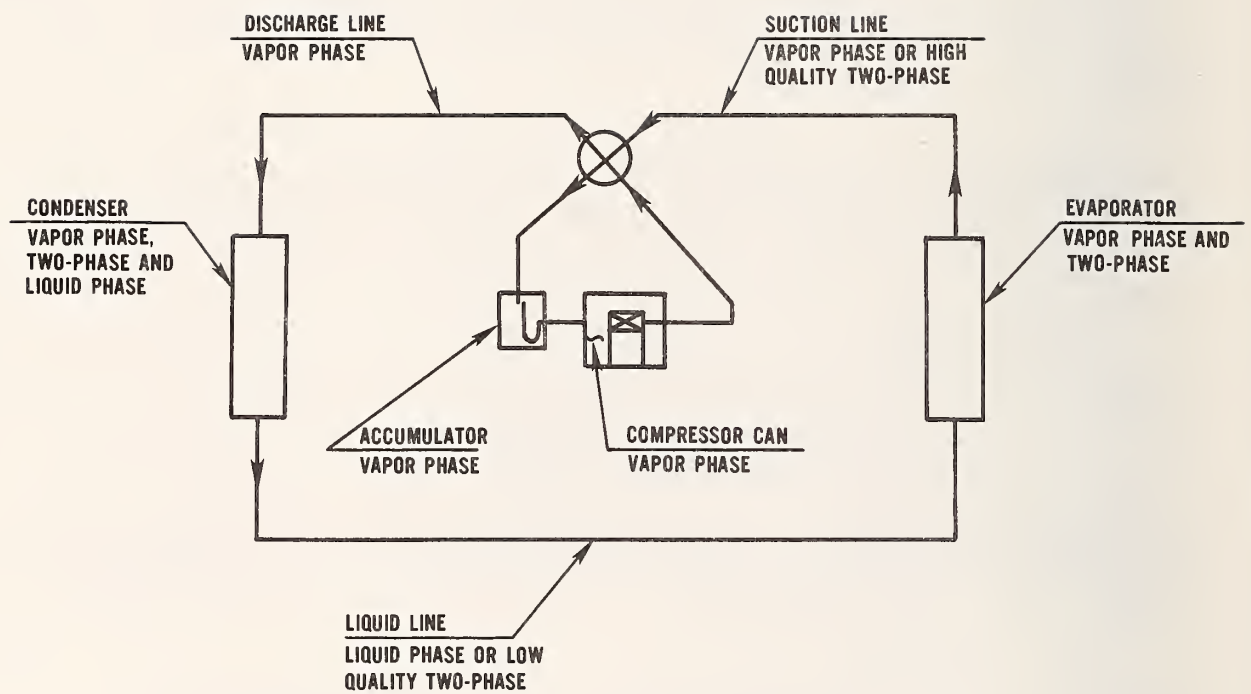 DISCHARGE LINE
VAPOR PHASE
SUCTION LINE
VAPOR PHASE OR HIGH
QUALITY TWO-PHASE
CONDENSER
VAPOR PHASE,
TWO-PHASE AND
LIQUID PHASE
EVAPORATOR
VAPOR PHASE AND
TWO-PHASE
ACCUMULATOR
VAPOR PHASE
COMPRESSOR CAN
VAPOR PHASE
LIQUID LINE
LIQUID PHASE OR LOW
QUALITY TWO-PHASE